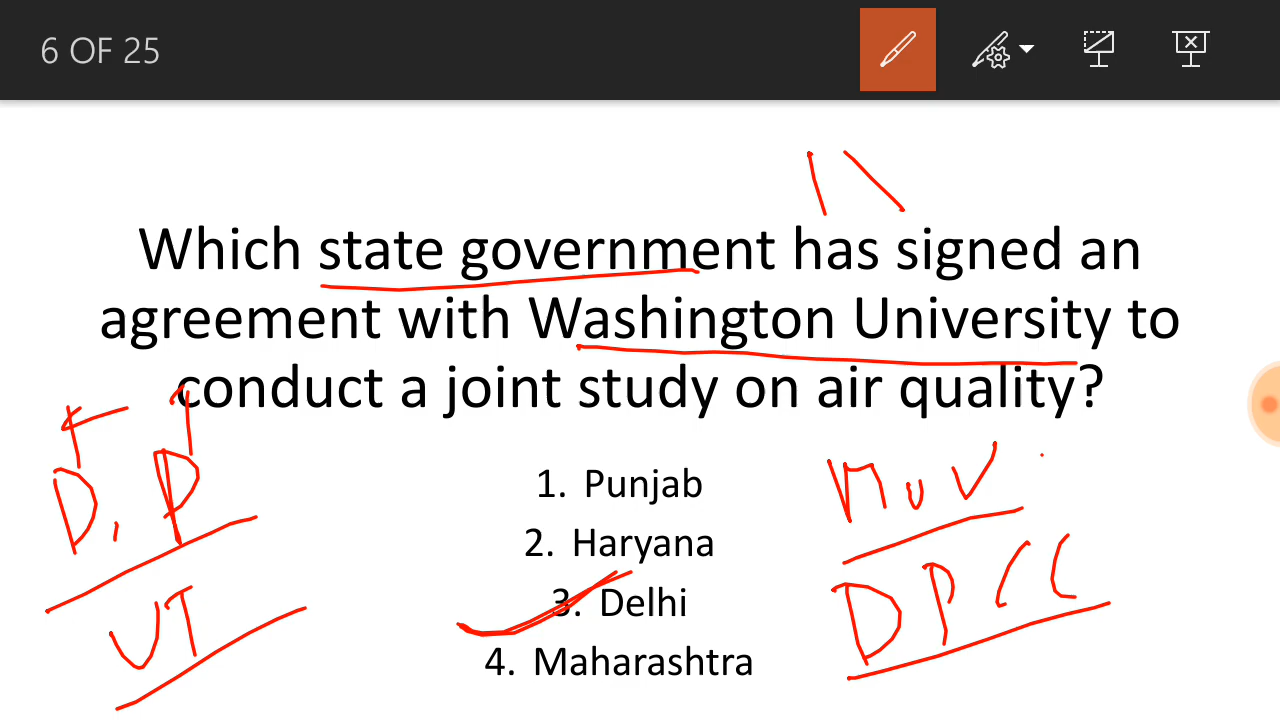 6 OF 25
Which state government has signed an
agreement with Washington University to
conduct a joint study on air quality?
1. Punjab
2. Haryana
3. Delhi
4. Maharashtra
D, P
UT
MoU
DPCC